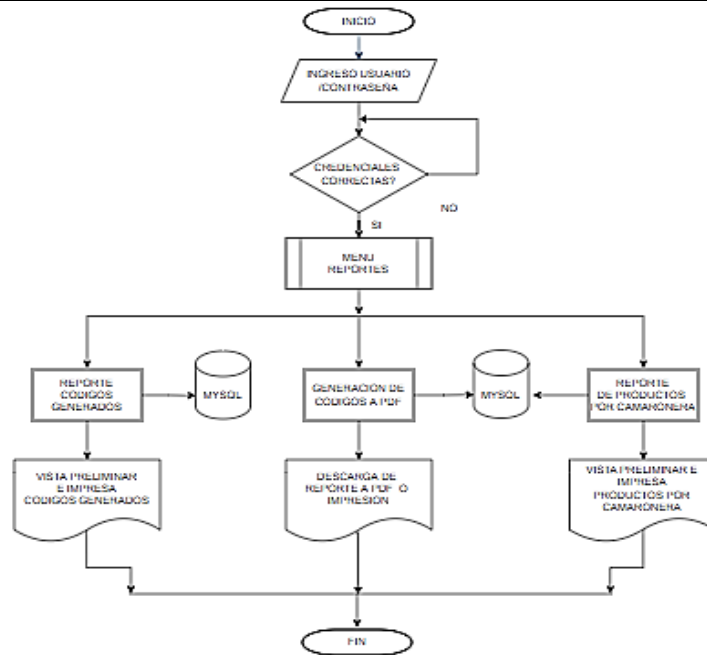 INICIO
INGRESO USUARIO
/CONTRASEÑA
CREDENCIALES
CORRECTAS?
NO
SI
MENU
REPORTES
REPORTE
CODIGOS
GENERADOS
MYSQL
GENERACION DE
CODIGOS A PDF
MYSQL
REPORTE
DE PRODUCTOS
POR CAMARONERA
VISTA PRELIMINAR
E IMPRESA
CODIGOS GENERADOS
DESCARGA DE
REPORTE A PDF O
IMPRESIÓN
VISTA PRELIMINAR E
IMPRESA
PRODUCTOS POR
CAMARONERA
FIN